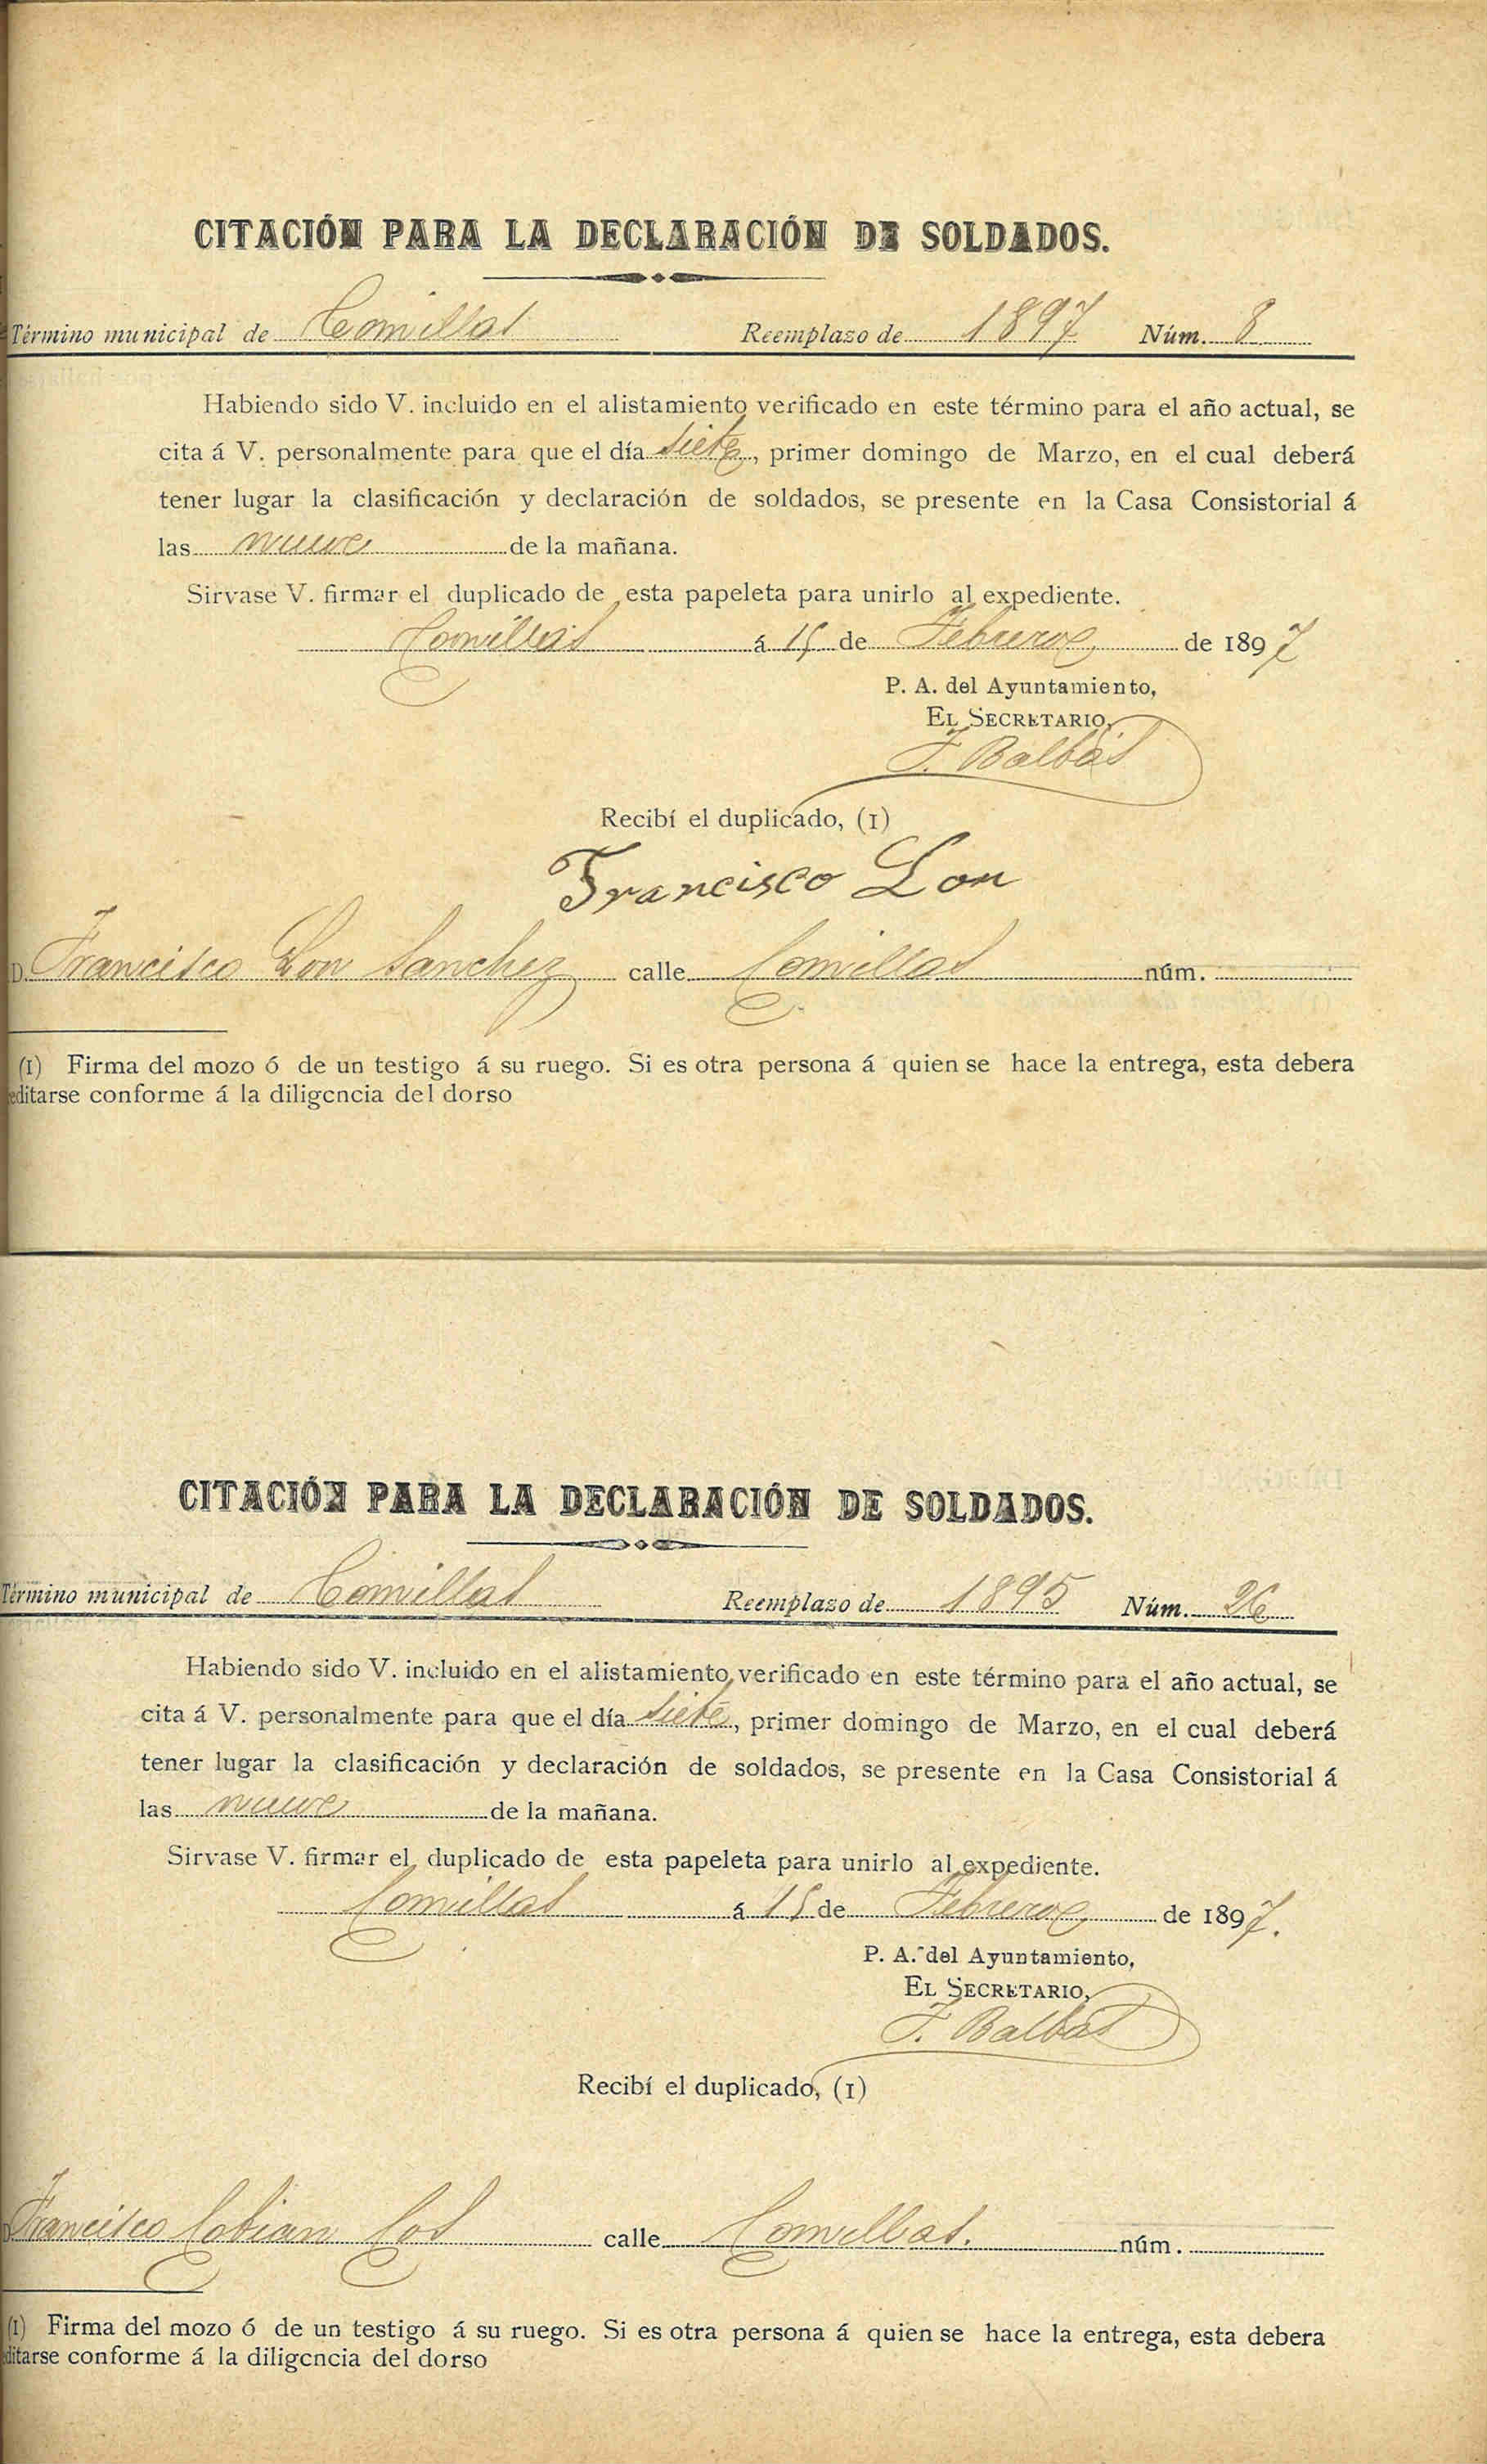 CITACIÓN PARA LA DECLARACIÓN DE SOLDADOS.
Término municipal de Comillas Reemplazo de 1897 Núm. 8
Habiendo sido V. incluido en el alistamiento verificado en este término para el año actual, se
cita á V. personalmente para que el día siete, primer domingo de Marzo, en el cual deberá
tener lugar la clasificación y declaración de soldados, se presente en la Casa Consistorial á
las nueve de la mañana.
Sirvase V. firmar el duplicado de esta papeleta para unirlo al expediente.
Comillas á 15 de Febrero de 1897
P. A. del Ayuntamiento,
EL SECRETARIO,
F. Balbás
Recibí el duplicado, (1)
Francisco Lon
D. Francisco Lon Sanchez calle Comillas núm.
(1) Firma del mozo ó de un testigo á su ruego. Si es otra persona á quien se hace la entrega, esta debera
editarse conforme á la diligencia del dorso
CITACIÓN PARA LA DECLARACIÓN DE SOLDADOS.
Término municipal de Comillas Reemplazo de 1895 Núm. 26
Habiendo sido V. incluido en el alistamiento verificado en este término para el año actual, se
cita á V. personalmente para que el día siete, primer domingo de Marzo, en el cual deberá
tener lugar la clasificación y declaración de soldados, se presente en la Casa Consistorial á
las nueve de la mañana.
Sirvase V. firmar el duplicado de esta papeleta para unirlo al expediente.
Comillas á 15 de Febrero de 1897.
P. A. del Ayuntamiento,
EL SECRETARIO,
F. Balbás
Recibí el duplicado, (1)
D. Francisco Cobian Cos calle Comillas. núm.
(1) Firma del mozo ó de un testigo á su ruego. Si es otra persona á quien se hace la entrega, esta debera
ditarse conforme á la diligencia del dorso